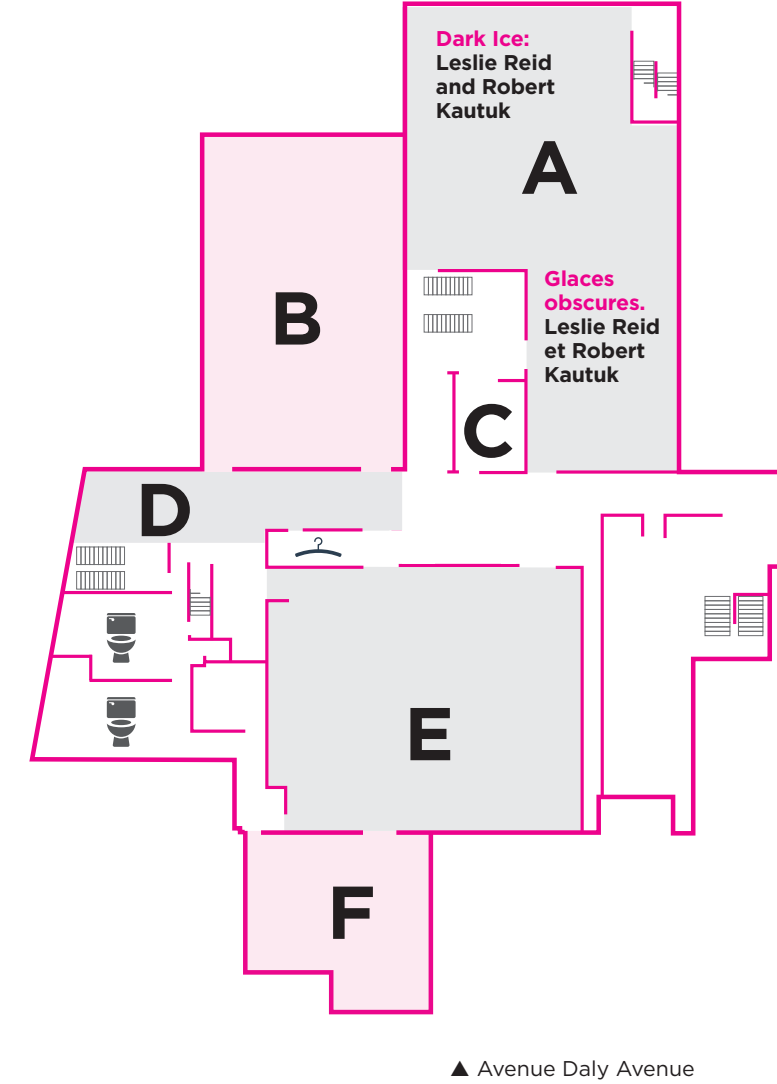 Dark Ice:
Leslie Reid
and Robert
Kautuk
A
B
Glaces
obscures.
Leslie Reid
et Robert
Kautuk
C
D
E
F
▲ Avenue Daly Avenue